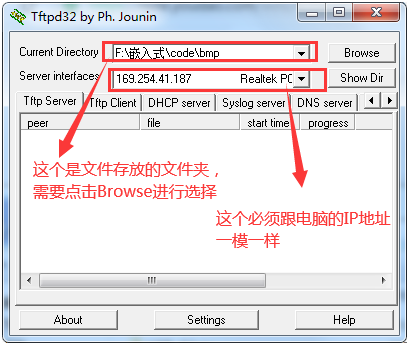 Tftpd32 by Ph. Jounin
Current Directory F:\嵌入式\code\bmp Browse
Server interfaces 169.254.41.187 Realtek PC Show Dir
Tftp Server Tftp Client DHCP server Syslog server DNS server
peer file start time progress
这个是文件存放的文件夹，
需要点击Browse进行选择
这个必须跟电脑的IP地址
一模一样
About Settings Help